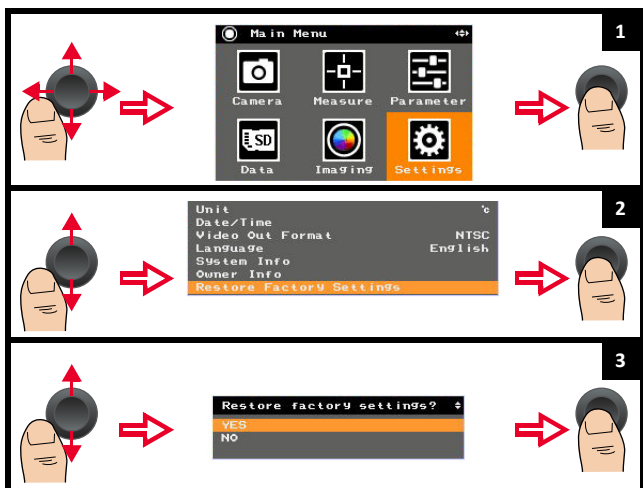 1
Main Menu
Camera Measure Parameter
SD
Data Imaging Settings
2
Unit °c
Date/Time
Video Out Format NTSC
Language English
System Info
Owner Info
Restore Factory Settings
3
Restore factory settings?
YES
NO